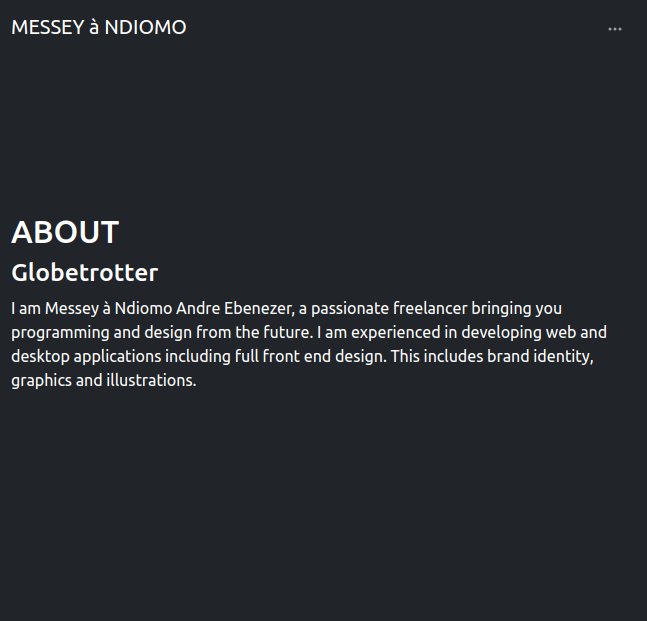 MESSEY à NDIOMO
ABOUT
Globetrotter
I am Messey à Ndiomo Andre Ebenezer, a passionate freelancer bringing you
programming and design from the future. I am experienced in developing web and
desktop applications including full front end design. This includes brand identity,
graphics and illustrations.